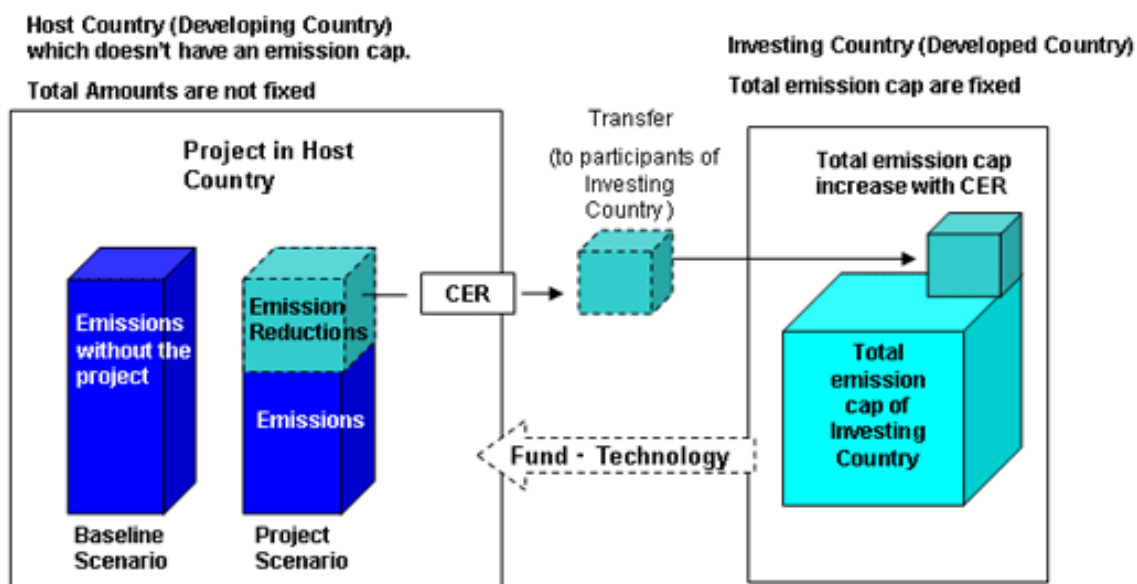 Host Country (Developing Country)
which doesn't have an emission cap.
Total Amounts are not fixed
Investing Country (Developed Country)
Total emission cap are fixed
Project in Host
Country
Emissions
without the
project
Baseline
Scenario
Emission
Reductions
Emissions
Project
Scenario
CER
Transfer
(to participants of
Investing
Country )
Fund - Technology
Total emission cap
increase with CER
Total
emission
cap of
Investing
Country